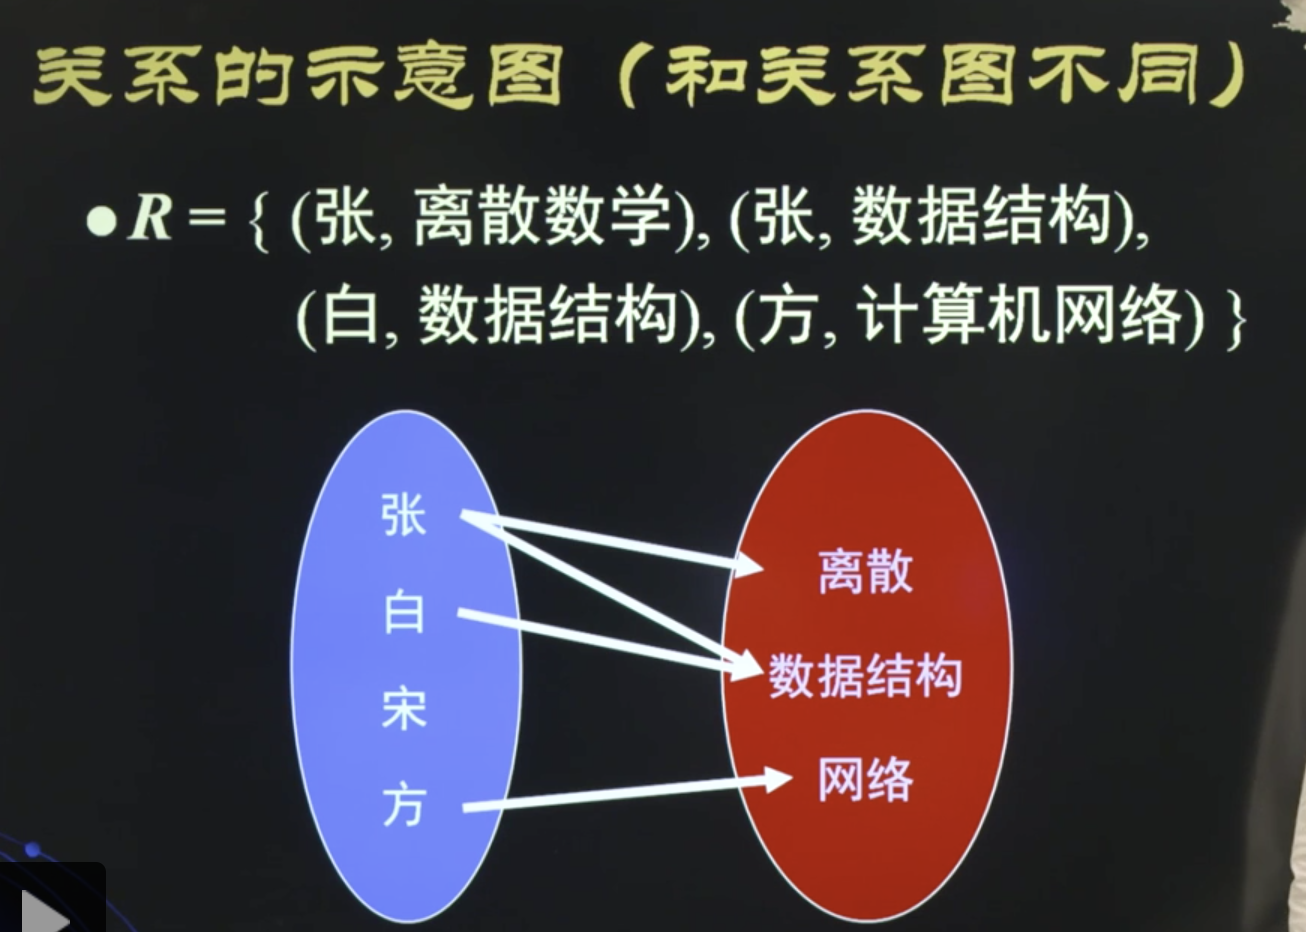 关系的示意图（和关系图不同）
●R = { (张, 离散数学), (张, 数据结构),
(白, 数据结构), (方, 计算机网络) }
张
白
宋
方
离散
数据结构
网络